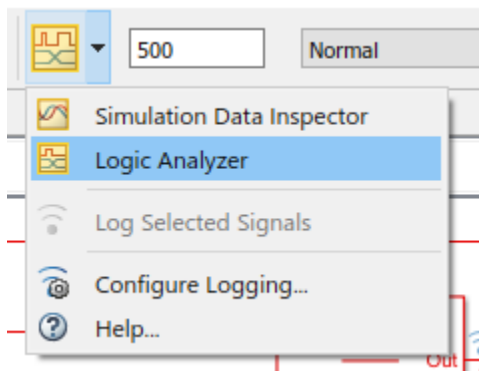 500
Normal
Simulation Data Inspector
Logic Analyzer
Log Selected Signals
Configure Logging...
Help...
Out